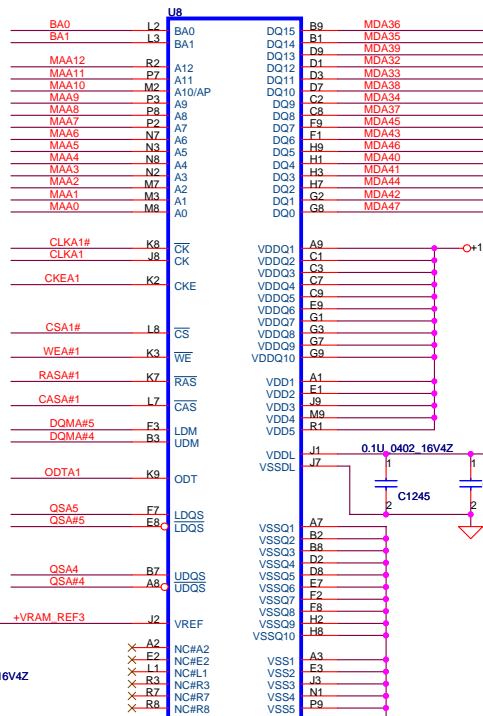 U8
BA0 L2 BA0 DQ15 B9 MDA36
BA1 L3 BA1 DQ14 B1 MDA35
DQ13 D9 MDA39
MAA12 R2 A12 DQ12 D1 MDA32
MAA11 P7 A11 DQ11 D3 MDA33
MAA10 M2 A10/AP DQ10 D7 MDA38
MAA9 P3 A9 DQ9 C2 MDA34
MAA8 P8 A8 DQ8 C8 MDA37
MAA7 P2 A7 DQ7 F9 MDA45
MAA6 N7 A6 DQ6 F1 MDA43
MAA5 N3 A5 DQ5 H9 MDA46
MAA4 N8 A4 DQ4 H1 MDA40
MAA3 N2 A3 DQ3 H3 MDA41
MAA2 M7 A2 DQ2 H7 MDA44
MAA1 M3 A1 DQ1 G2 MDA42
MAA0 M8 A0 DQ0 G8 MDA47
CLKA1# K8 CK VDDQ1 A9 +1
CLKA1 J8 CK VDDQ2 C1
VDDQ3 C3
CKEA1 K2 CKE VDDQ4 C7
VDDQ5 C9
VDDQ6 E9
VDDQ7 G1
CSA1# L8 CS VDDQ8 G3
VDDQ9 G7
WEA#1 K3 WE VDDQ10 G9
RASA#1 K7 RAS VDD1 A1
VDD2 E1
CASA#1 L7 CAS VDD3 J9
VDD4 M9
DQMA#5 F3 LDM VDD5 R1
DQMA#4 B3 UDM
VDDL J1 0.1U_0402_16V4Z
VSSDL J7 1 1
ODTA1 K9 ODT
C1245
2 2
QSA5 F7 LDQS
QSA#5 E8 LDQS VSSQ1 A7
VSSQ2 B2
VSSQ3 B8
VSSQ4 D2
QSA4 B7 UDQS VSSQ5 D8
QSA#4 A8 UDQS VSSQ6 E7
VSSQ7 F2
VSSQ8 F8
+VRAM_REF3 J2 VREF VSSQ9 H2
VSSQ10 H8
A2 NC#A2
E2 NC#E2 VSS1 A3
16V4Z L1 NC#L1 VSS2 E3
R3 NC#R3 VSS3 J3
R7 NC#R7 VSS4 N1
R8 NC#R8 VSS5 P9